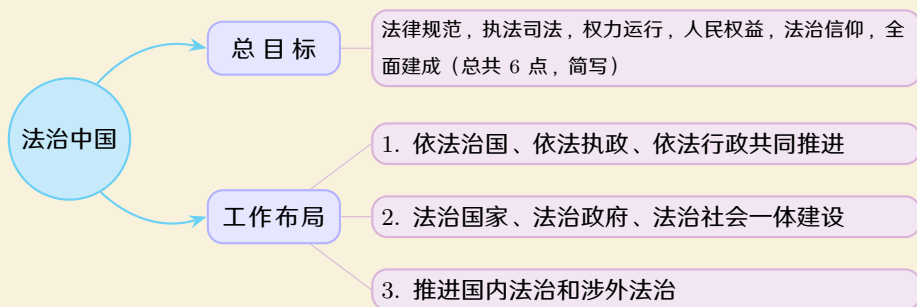 法治中国
总目标
法律规范，执法司法，权力运行，人民权益，法治信仰，全
面建成（总共 6 点，简写）
工作布局
1. 依法治国、依法执政、依法行政共同推进
2. 法治国家、法治政府、法治社会一体建设
3. 推进国内法治和涉外法治